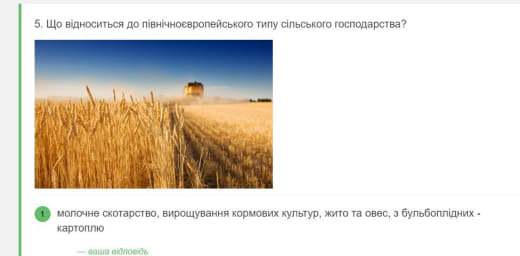 5. Що відноситься до північноєвропейського типу сільського господарства?
1 молочне скотарство, вирощування кормових культур, жито та овес, з бульбоплідних -
картоплю
— ваша відповідь